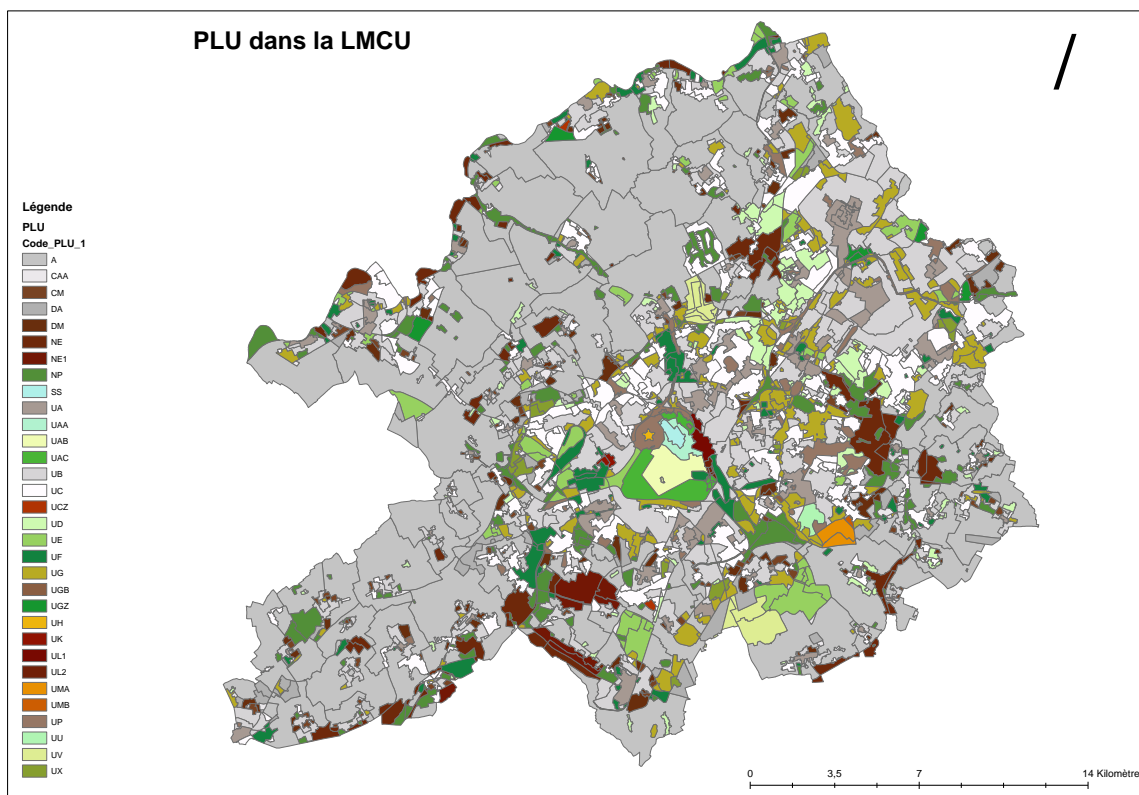 PLU dans la LMCU
Légende
PLU
Code_PLU_1
A
CAA
CM
DA
DM
NE
NE1
NP
SS
UA
UAA
UAB
UAC
UB
UC
UCZ
UD
UE
UF
UG
UGB
UGZ
UH
UK
UL1
UL2
UMA
UMB
UP
UU
UV
UX
0 3,5 7 14 Kilomètre